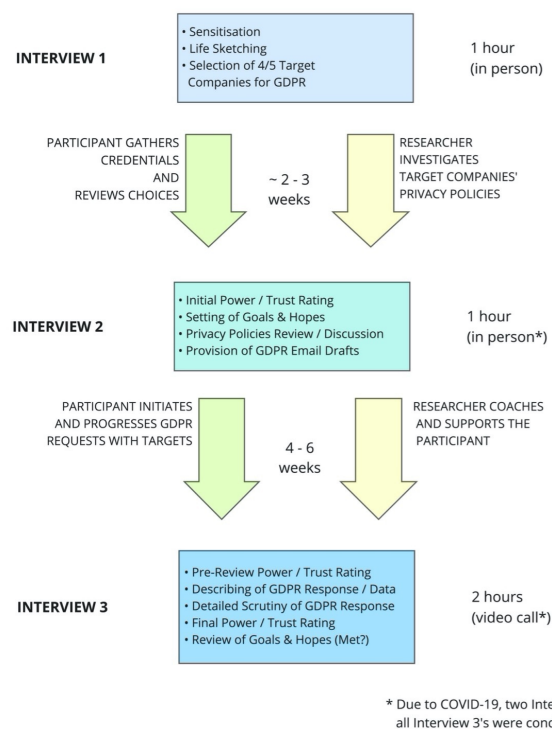 INTERVIEW 1
• Sensitisation
• Life Sketching
• Selection of 4/5 Target
Companies for GDPR
1 hour
(in person)
PARTICIPANT GATHERS
CREDENTIALS
AND
REVIEWS CHOICES
~ 2 - 3
weeks
RESEARCHER
INVESTIGATES
TARGET COMPANIES'
PRIVACY POLICIES
INTERVIEW 2
• Initial Power / Trust Rating
• Setting of Goals & Hopes
• Privacy Policies Review / Discussion
• Provision of GDPR Email Drafts
1 hour
(in person*)
PARTICIPANT INITIATES
AND PROGRESSES GDPR
REQUESTS WITH TARGETS
4 - 6
weeks
RESEARCHER COACHES
AND SUPPORTS THE
PARTICIPANT
INTERVIEW 3
• Pre-Review Power / Trust Rating
• Describing of GDPR Response / Data
• Detailed Scrutiny of GDPR Response
• Final Power / Trust Rating
• Review of Goals & Hopes (Met?)
2 hours
(video call*)
* Due to COVID-19, two
all Interview 3's were